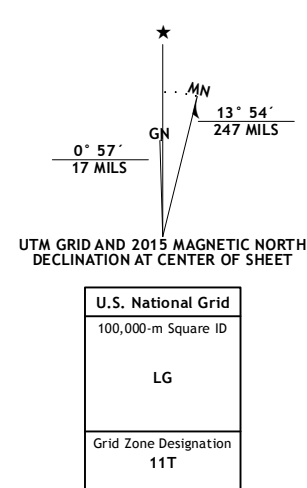 MN
GN
13° 54´
247 MILS
0° 57´
17 MILS
UTM GRID AND 2015 MAGNETIC NORTH
DECLINATION AT CENTER OF SHEET
U.S. National Grid
100,000-m Square ID
LG
Grid Zone Designation
11T